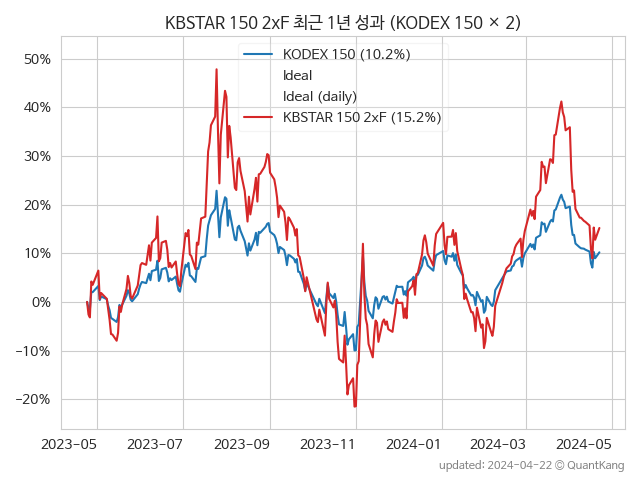 KBSTAR 150 2xF 최근 1년 성과 (KODEX 150 × 2)
50%
40%
30%
20%
10%
0%
−10%
−20%
KODEX 150 (10.2%)
Ideal
Ideal (daily)
KBSTAR 150 2xF (15.2%)
2023-05 2023-07 2023-09 2023-11 2024-01 2024-03 2024-05
updated: 2024-04-22 © QuantKang